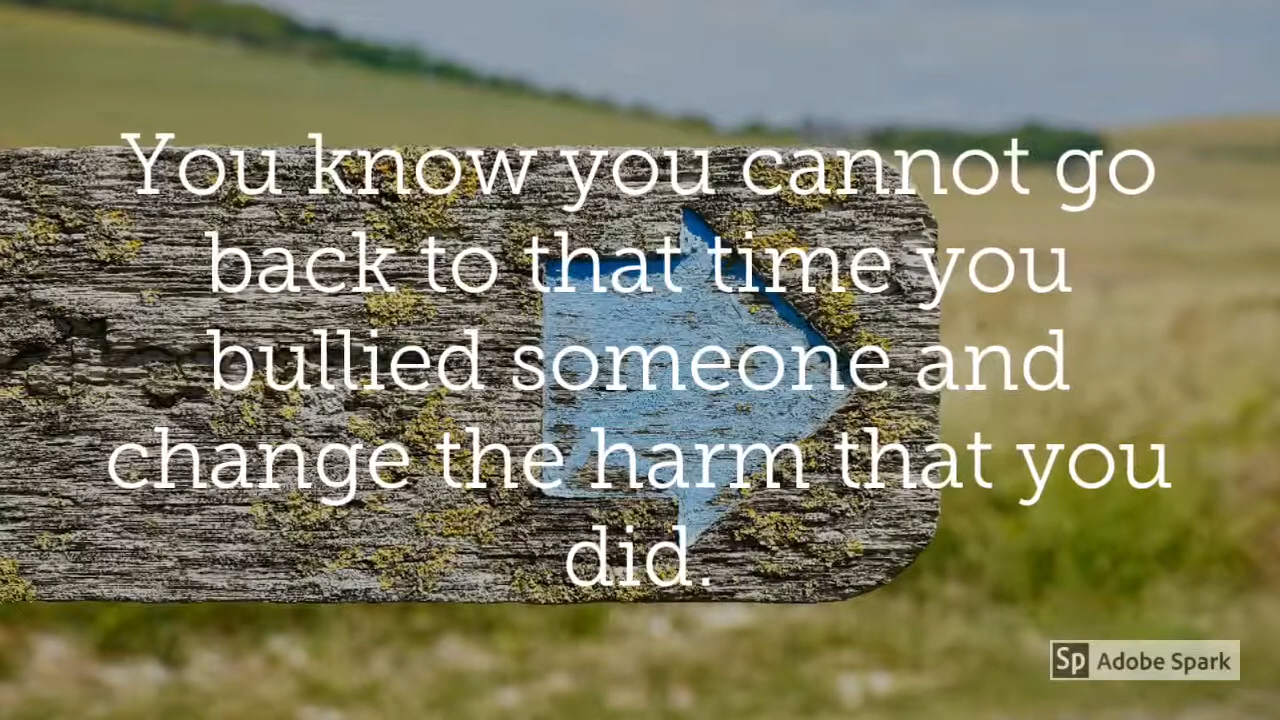 You know you cannot go
back to that time you
bullied someone and
change the harm that you
did.
Sp Adobe Spark